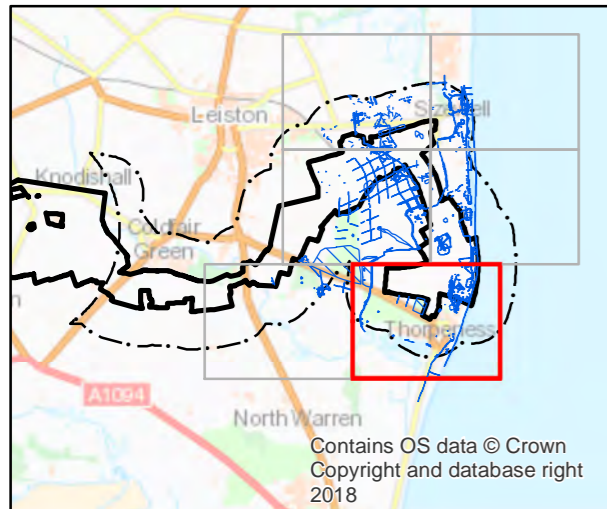 Leiston
Sizewell
Knodishall
Coldfair
Green
Thorpeness
A1094
North Warren
Contains OS data © Crown
Copyright and database right
2018